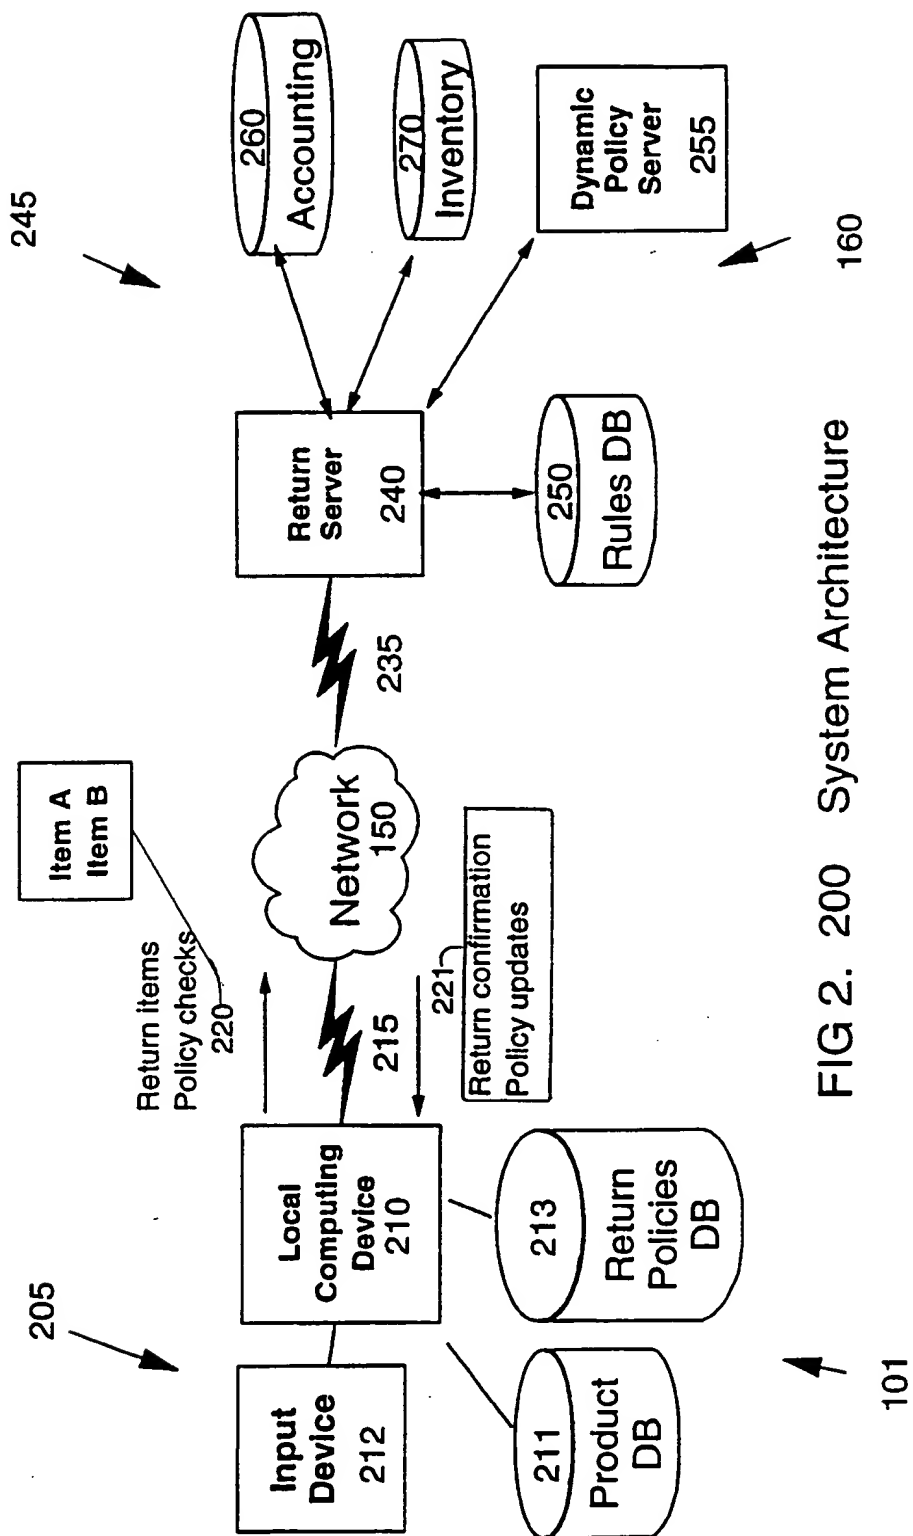 205
Input
Device
212
Local
Computing
Device
210
211
Product
DB
213
Return
Policies
DB
101
Return items
Policy checks
220
Item A
Item B
215
221
Return confirmation
Policy updates
Network
150
235
Return
Server
240
250
Rules DB
245
260
Accounting
270
Inventory
Dynamic
Policy
Server
255
160
FIG 2. 200 System Architecture